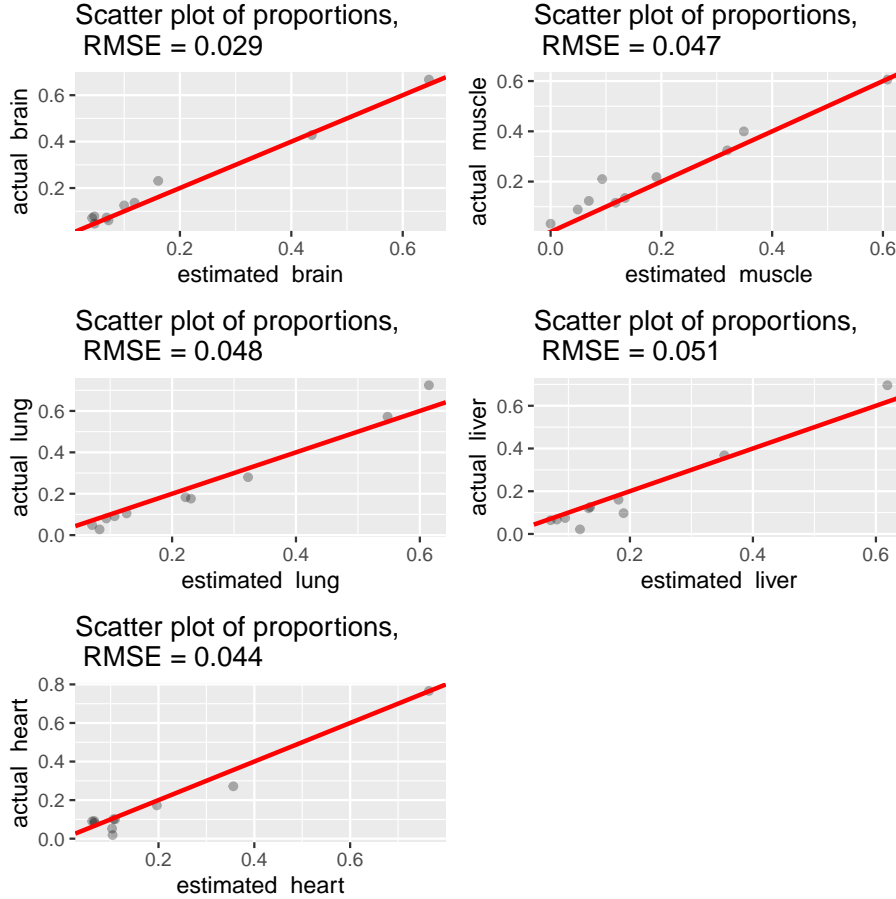 Scatter plot of proportions,
RMSE = 0.029
actual brain
0.6
0.4
0.2
0.2
0.4
0.6
estimated brain
Scatter plot of proportions,
RMSE = 0.047
actual muscle
0.6
0.4
0.2
0.0
0.2
0.4
0.6
estimated muscle
Scatter plot of proportions,
RMSE = 0.048
actual lung
0.6
0.4
0.2
0.0
0.2
0.4
0.6
estimated lung
Scatter plot of proportions,
RMSE = 0.051
actual liver
0.6
0.4
0.2
0.0
0.2
0.4
0.6
estimated liver
Scatter plot of proportions,
RMSE = 0.044
actual heart
0.8
0.6
0.4
0.2
0.0
0.2
0.4
0.6
estimated heart